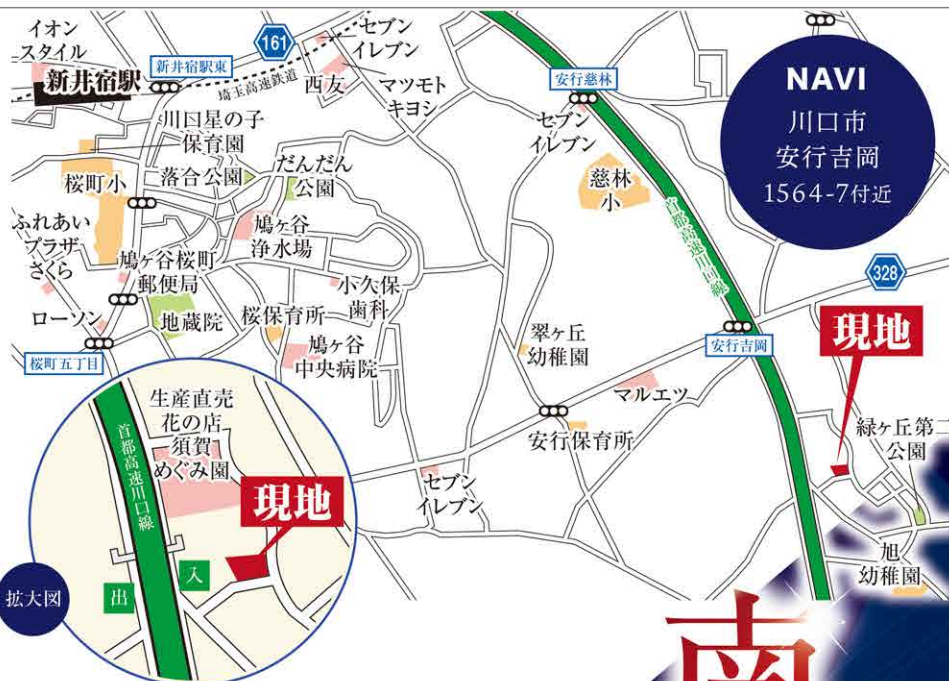 イオン
スタイル
新井宿駅
新井宿駅東
161
埼玉高速鉄道
セブン
イレブン
西友
マツモト
キヨシ
川口星の子
保育園
桜町小
落合公園
だんだん
公園
鳩ヶ谷
浄水場
ふれあい
プラザ
さくら
鳩ヶ谷桜町
郵便局
ローソン
地蔵院
桜保育所
小久保
歯科
鳩ヶ谷
中央病院
桜町五丁目
安行慈林
セブン
イレブン
慈林
小
首都高速川口線
NAVI
川口市
安行吉岡
1564-7付近
328
安行吉岡
現地
翠ヶ丘
幼稚園
マルエツ
安行保育所
セブン
イレブン
緑ヶ丘第二
公園
旭
幼稚園
生産直売
花の店
須賀
めぐみ園
首都高速川口線
現地
出
入
拡大図
南